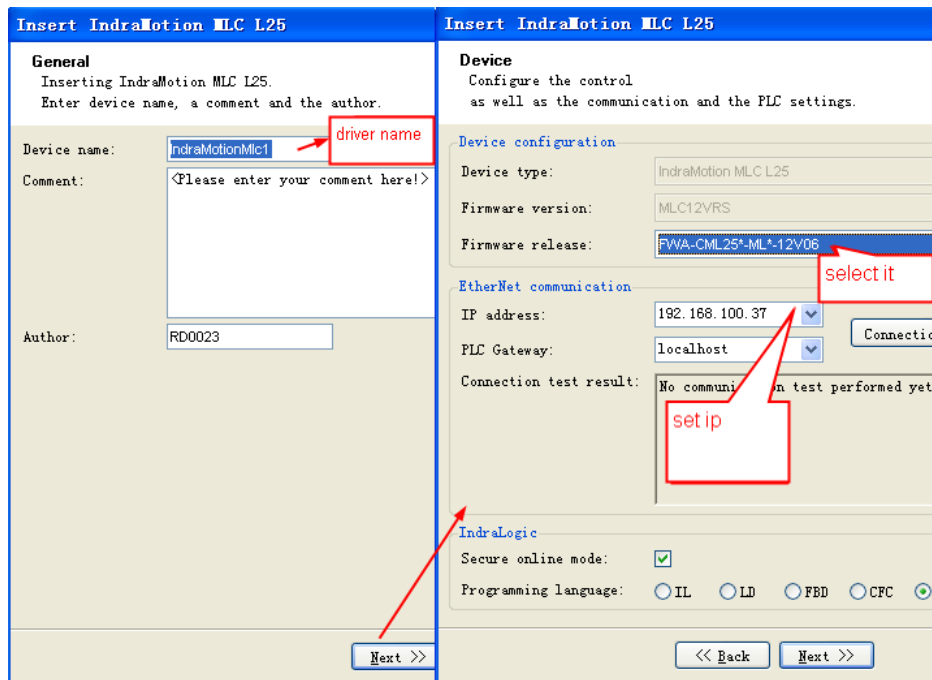 Insert IndraMotion MLC L25
General
Inserting IndraMotion MLC L25.
Enter device name, a comment and the author.
driver name
Device name: IndraMotionMlc1
Comment: <Please enter your comment here!>
Author: RD0023
Next >>
Insert IndraMotion MLC L25
Device
Configure the control
as well as the communication and the PLC settings.
Device configuration
Device type: IndraMotion MLC L25
Firmware version: MLC12VRS
Firmware release: FWA-CML25*-ML*-12V06
select it
EtherNet communication
IP address: 192.168.100.37
PLC Gateway: localhost
Connection test result: No test performed yet
set ip
IndraLogic
Secure online mode:
Programming language: IL LD FBD CFC
<< Back Next >>